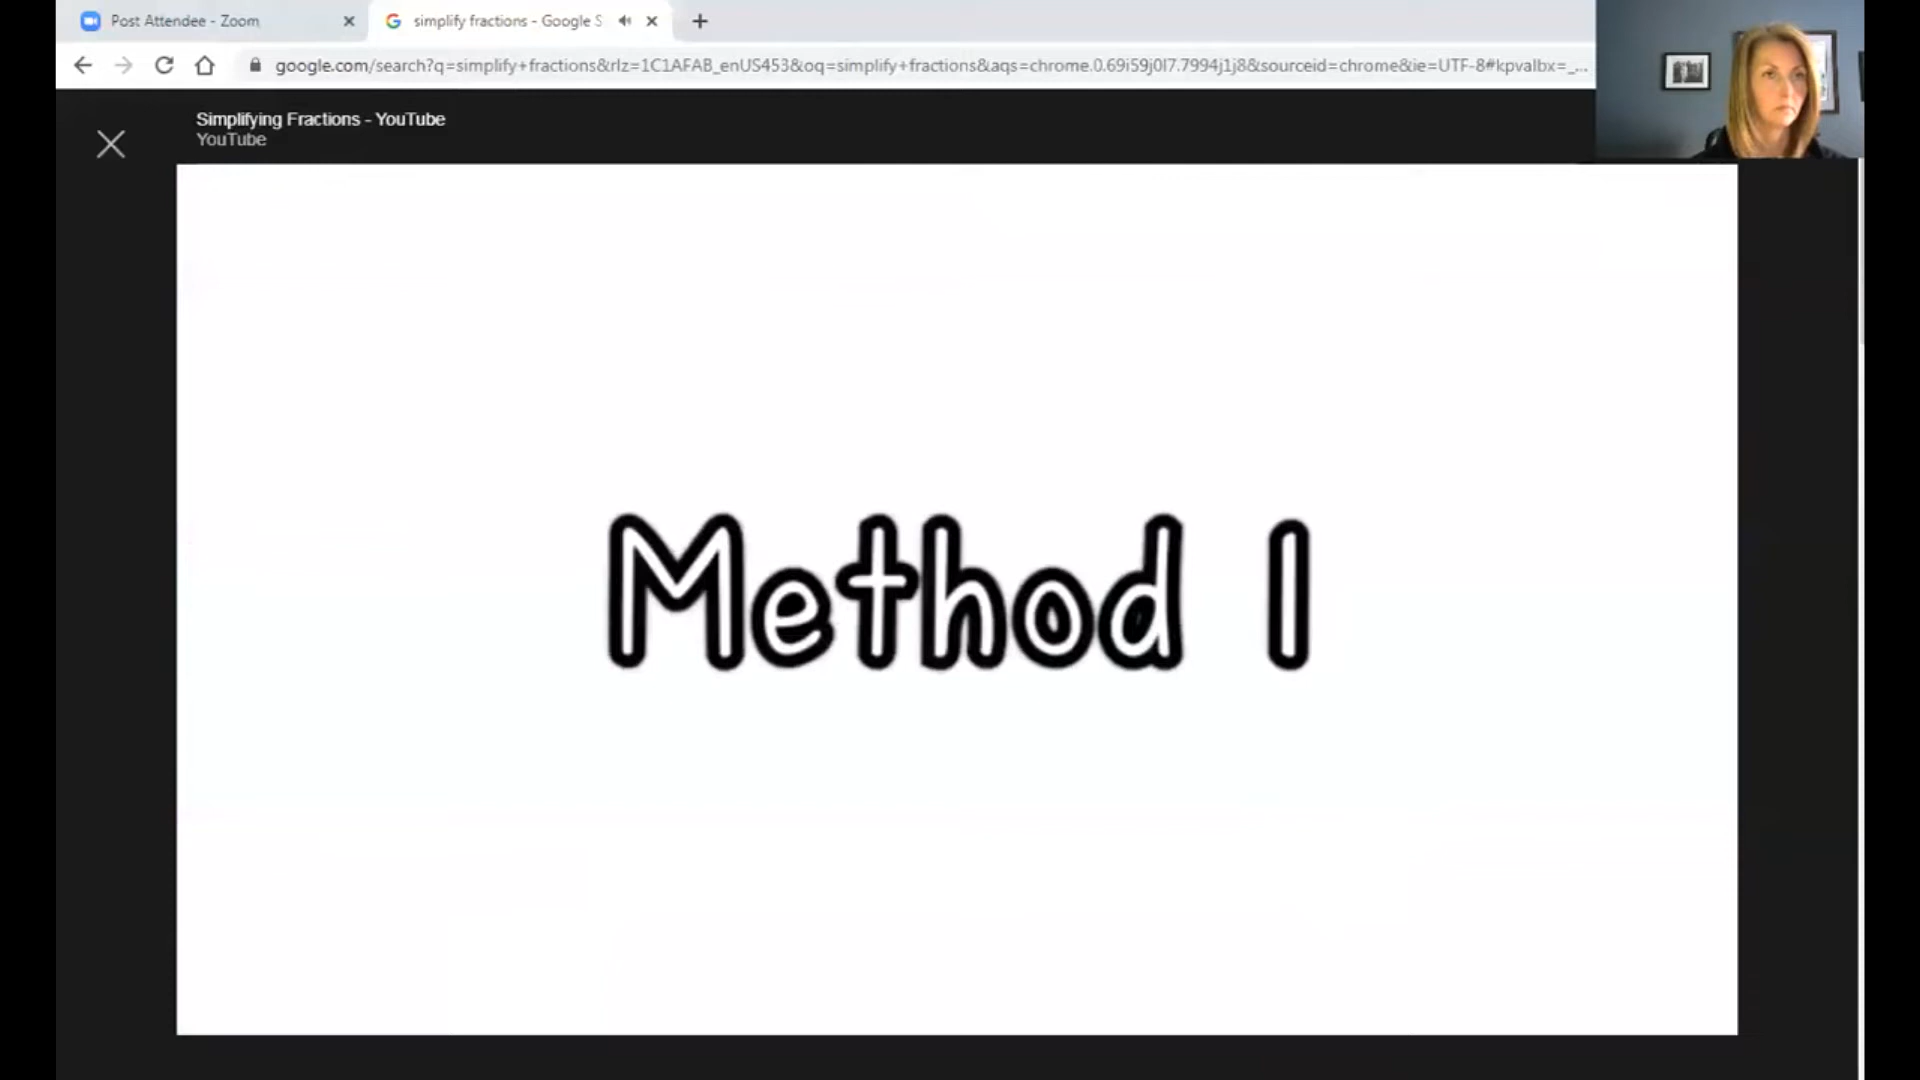 Post Attendee - Zoom
simplify fractions - Google S
google.com/search?q=simplify+fractions&rlz=1C1AFAB_enUS453&oq=simplify+fractions&aqs=chrome.0.69i59j0l7.7994j1j8&sourceid=chrome&ie=UTF-8#kpvalbx=_...
Simplifying Fractions - YouTube
YouTube
Method 1